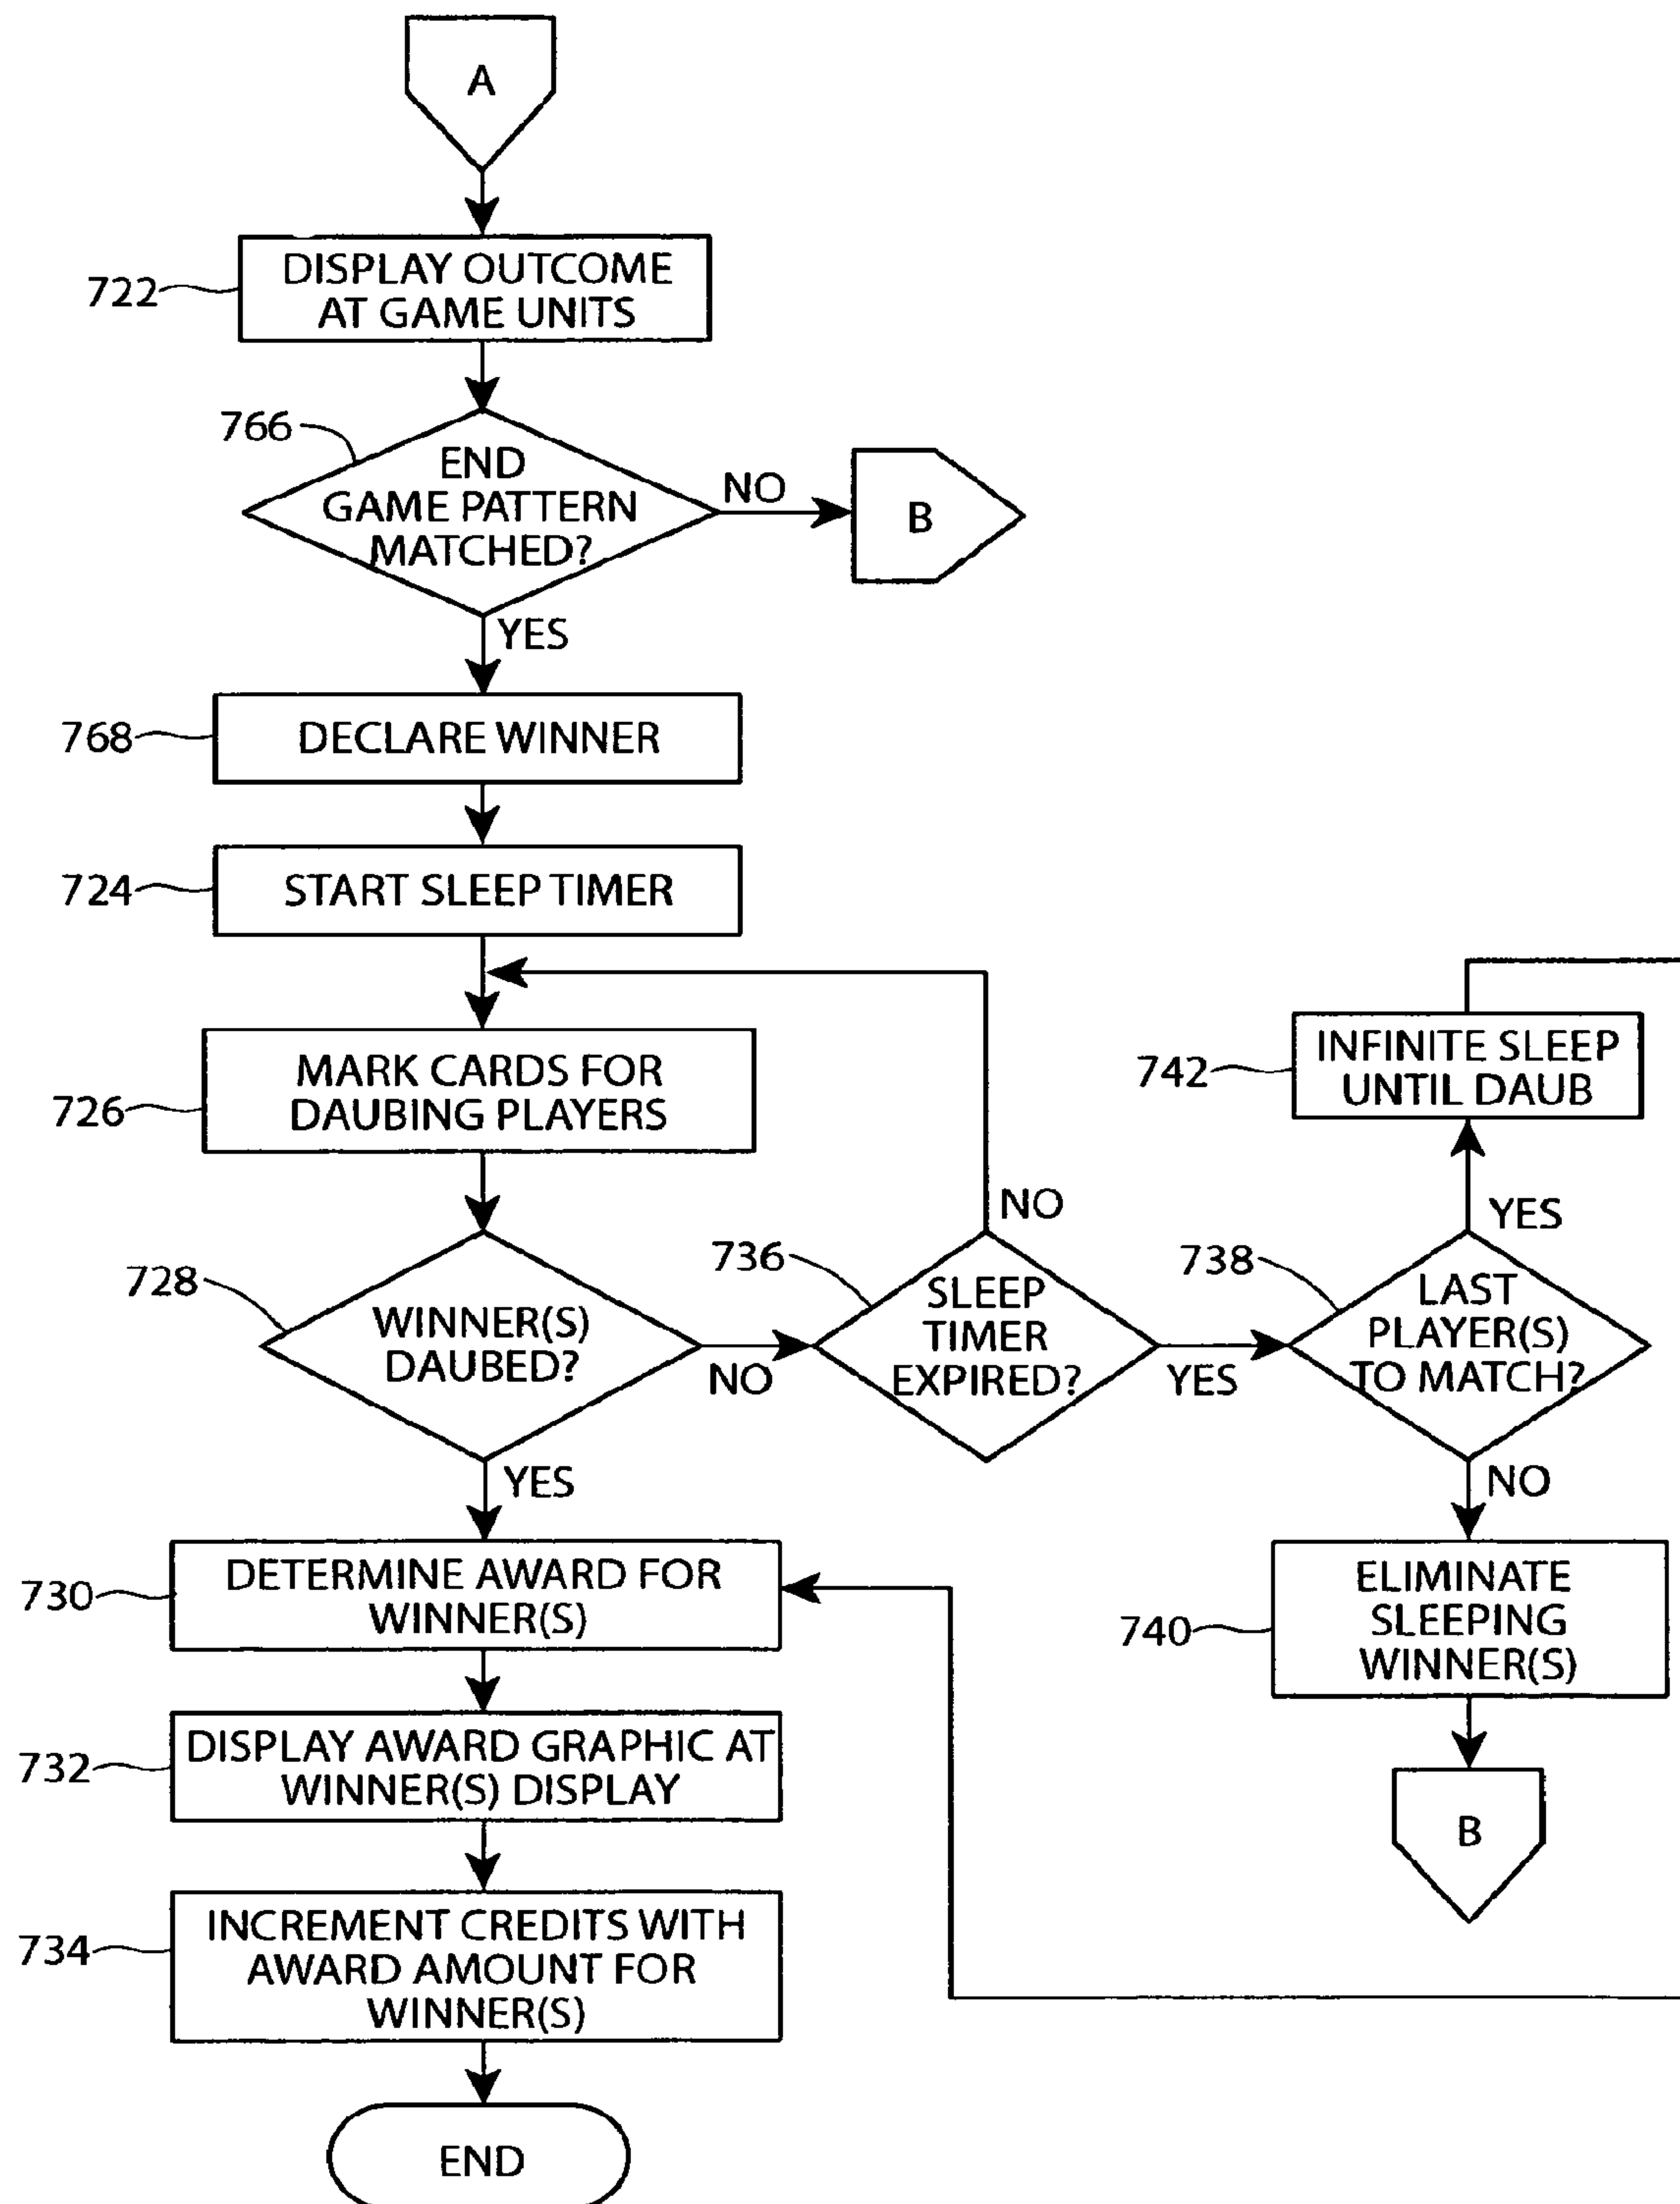 A
722
DISPLAY OUTCOME
AT GAME UNITS
766
END
GAME PATTERN
MATCHED?
NO
B
YES
768
DECLARE WINNER
724
START SLEEP TIMER
726
MARK CARDS FOR
DAUBING PLAYERS
742
INFINITE SLEEP
UNTIL DAUB
728
WINNER(S)
DAUBED?
NO
YES
736
SLEEP
TIMER
EXPIRED?
NO
YES
738
LAST
PLAYER(S)
TO MATCH?
YES
NO
730
DETERMINE AWARD FOR
WINNER(S)
740
ELIMINATE
SLEEPING
WINNER(S)
732
DISPLAY AWARD GRAPHIC AT
WINNER(S) DISPLAY
B
734
INCREMENT CREDITS WITH
AWARD AMOUNT FOR
WINNER(S)
END